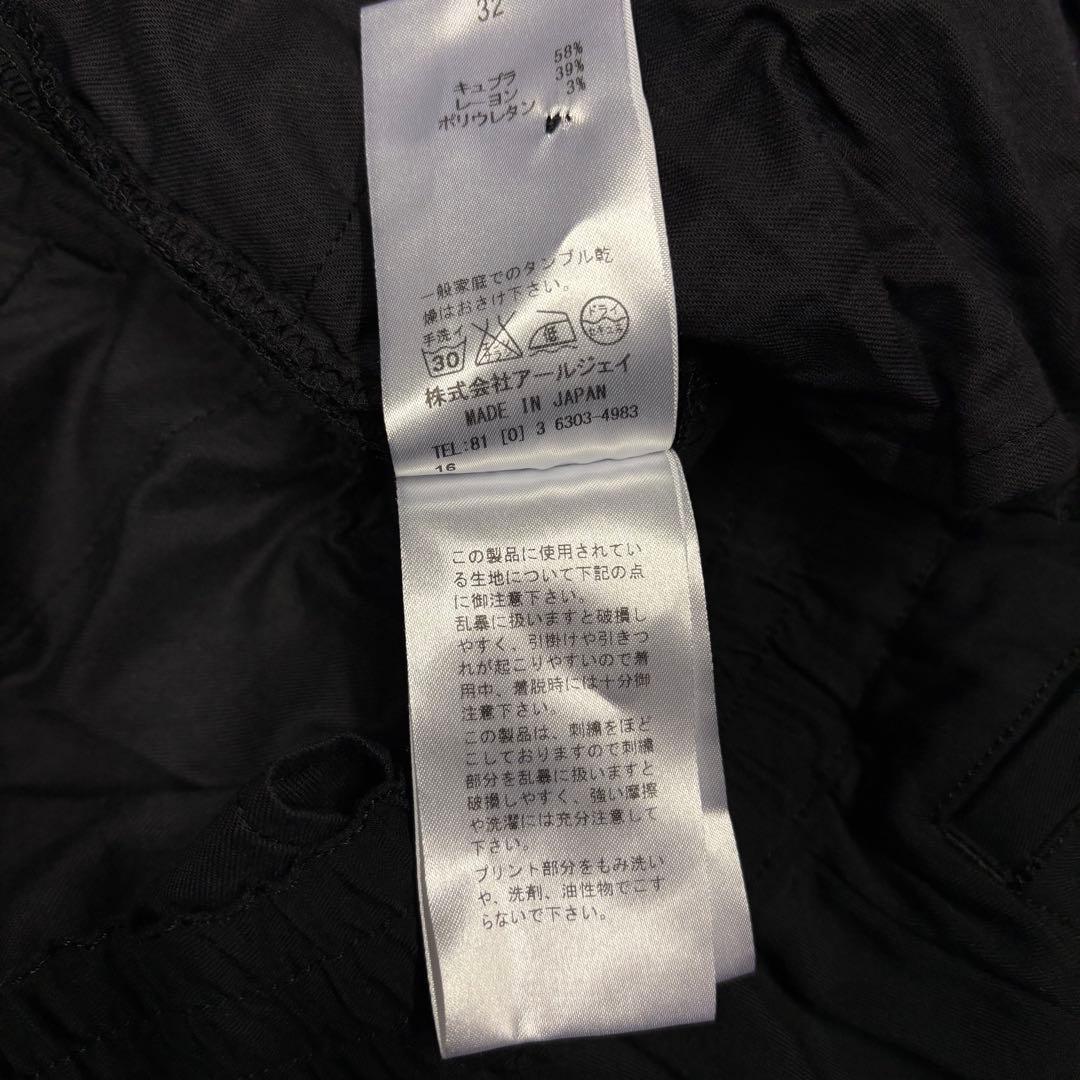 32
58%
キュプラ 39%
レーヨン 3%
ポリウレタン
一般家庭でのタンブル乾
燥はおさけ下さい。
手洗イ
30
エンソ
低
ドライ
セキユ系
株式会社アールジェイ
MADE IN JAPAN
TEL:81 [0] 3 6303-4983
16
この製品に使用されてい
る生地について下記の点
に御注意下さい。
乱暴に扱いますと破損し
やすく、引掛けや引きつ
れが起こりやすいので着
用中、着脱時には十分御
注意下さい。
この製品は、刺繍をほど
こしておりますので刺繍
部分を乱暴に扱いますと
破損しやすく、強い摩擦
や洗濯には充分注意して
下さい。
プリント部分をもみ洗い
や、洗剤、油性物でこす
らないで下さい。